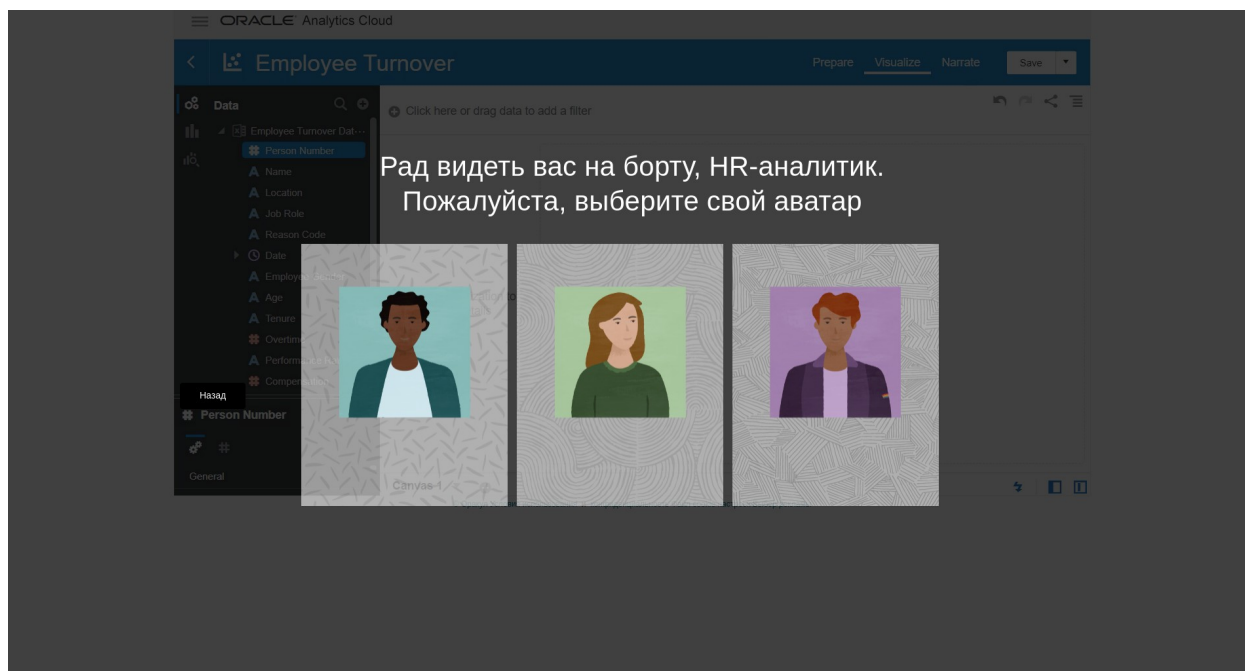 ORACLE Analytics Cloud
Employee Turnover
Prepare Visualize Narrate Save
Data
Click here or drag data to add a filter
Employee Turnover Dat...
Person Number
Name
Location
Job Role
Reason Code
Date
Age
Tenure
Рад видеть вас на борту, HR-аналитик.
Пожалуйста, выберите свой аватар
Назад
Person Number
General
Canvas 1